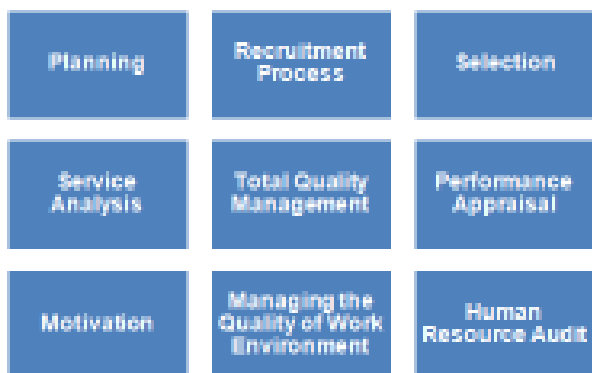 Planning
Recruitment
Process
Selection
Service
Analysis
Total Quality
Management
Performance
Appraisal
Motivation
Managing the
Quality of Work
Environment
Human
Resource Audit